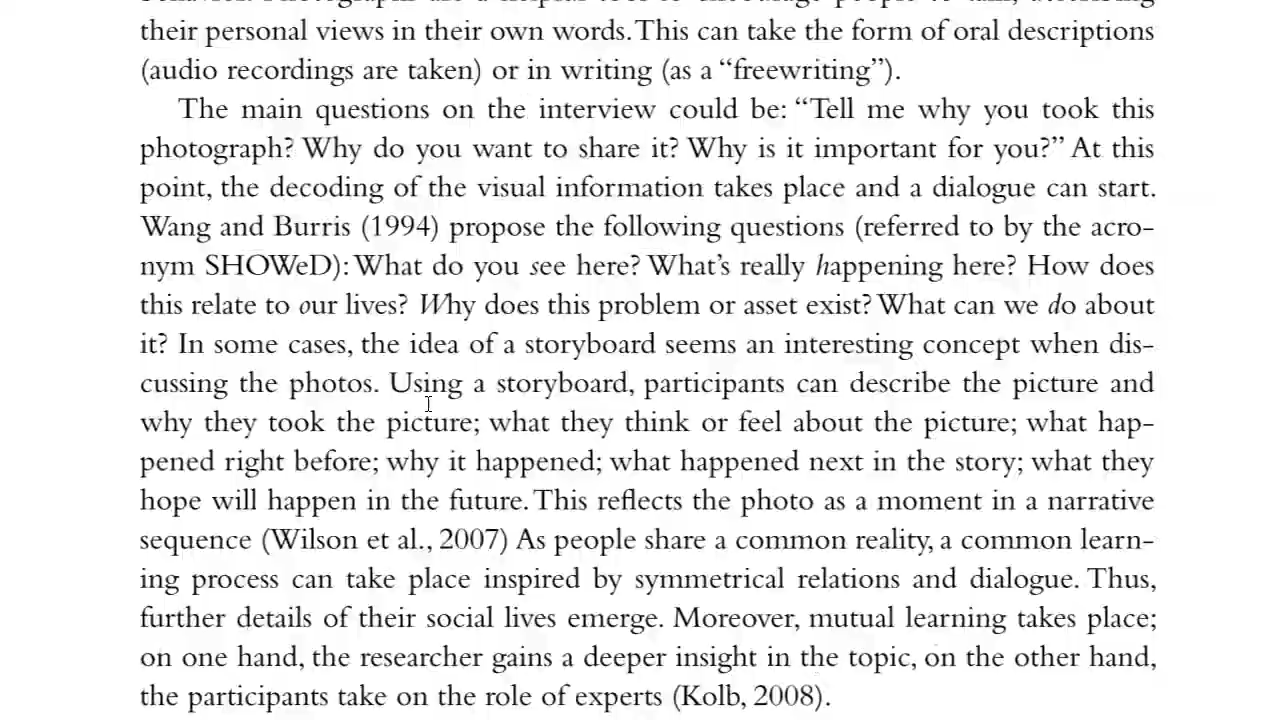 their personal views in their own words. This can take the form of oral descriptions
(audio recordings are taken) or in writing (as a “freewriting”).
The main questions on the interview could be: “Tell me why you took this
photograph? Why do you want to share it? Why is it important for you?” At this
point, the decoding of the visual information takes place and a dialogue can start.
Wang and Burris (1994) propose the following questions (referred to by the acro-
nym SHOWeD): What do you see here? What’s really happening here? How does
this relate to our lives? Why does this problem or asset exist? What can we do about
it? In some cases, the idea of a storyboard seems an interesting concept when dis-
cussing the photos. Using a storyboard, participants can describe the picture and
why they took the picture; what they think or feel about the picture; what hap-
pened right before; why it happened; what happened next in the story; what they
hope will happen in the future. This reflects the photo as a moment in a narrative
sequence (Wilson et al., 2007) As people share a common reality, a common learn-
ing process can take place inspired by symmetrical relations and dialogue. Thus,
further details of their social lives emerge. Moreover, mutual learning takes place;
on one hand, the researcher gains a deeper insight in the topic, on the other hand,
the participants take on the role of experts (Kolb, 2008).